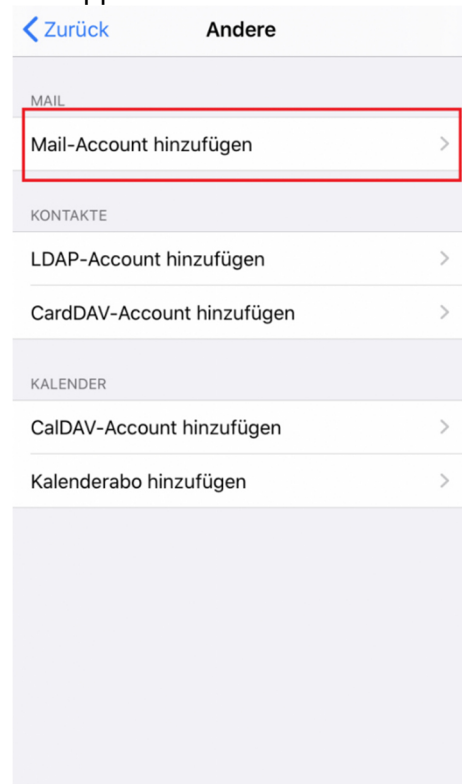 Zurück Andere
MAIL
Mail-Account hinzufügen
KONTAKTE
LDAP-Account hinzufügen
CardDAV-Account hinzufügen
KALENDER
CalDAV-Account hinzufügen
Kalenderabo hinzufügen